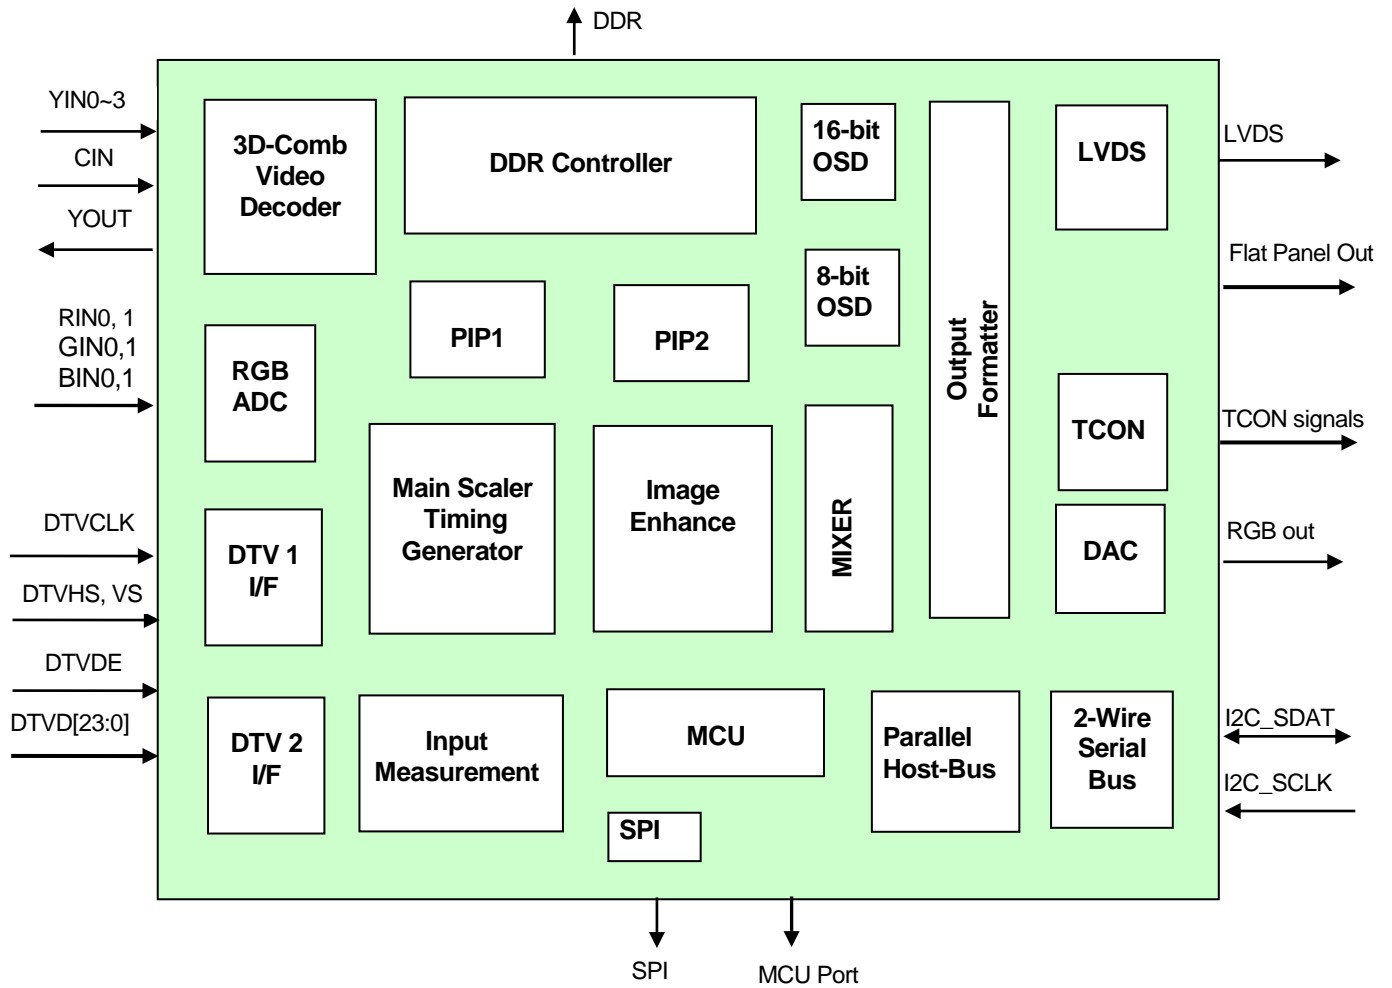 DDR
YIN0~3
CIN
YOUT
RIN0, 1
GIN0,1
BIN0,1
DTVCLK
DTVHS, VS
DTVDE
DTVD[23:0]
3D-Comb
Video
Decoder
DDR Controller
16-bit
OSD
LVDS
8-bit
OSD
PIP1
PIP2
RGB
ADC
Output
Formatter
TCON
Main Scaler
Timing
Generator
Image
Enhance
MIXER
DAC
DTV 1
I/F
DTV 2
I/F
Input
Measurement
MCU
Parallel
Host-Bus
2-Wire
Serial
Bus
SPI
LVDS
Flat Panel Out
TCON signals
RGB out
I2C_SDAT
I2C_SCLK
SPI
MCU Port